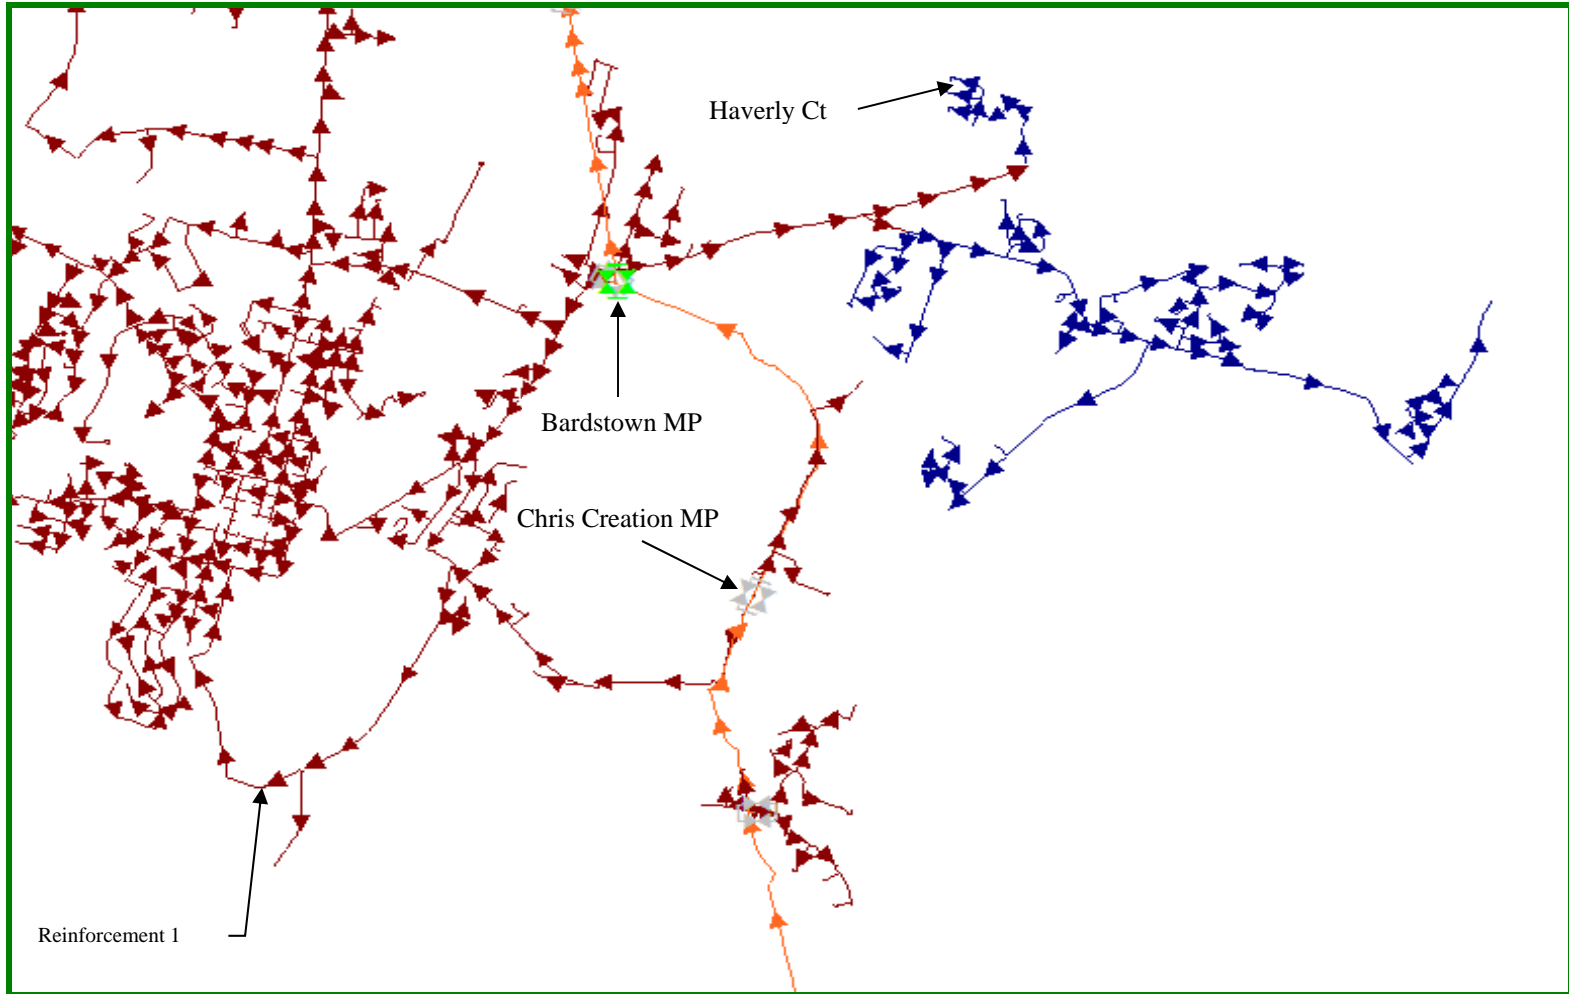 Haverly Ct
Bardstown MP
Chris Creation MP
Reinforcement 1